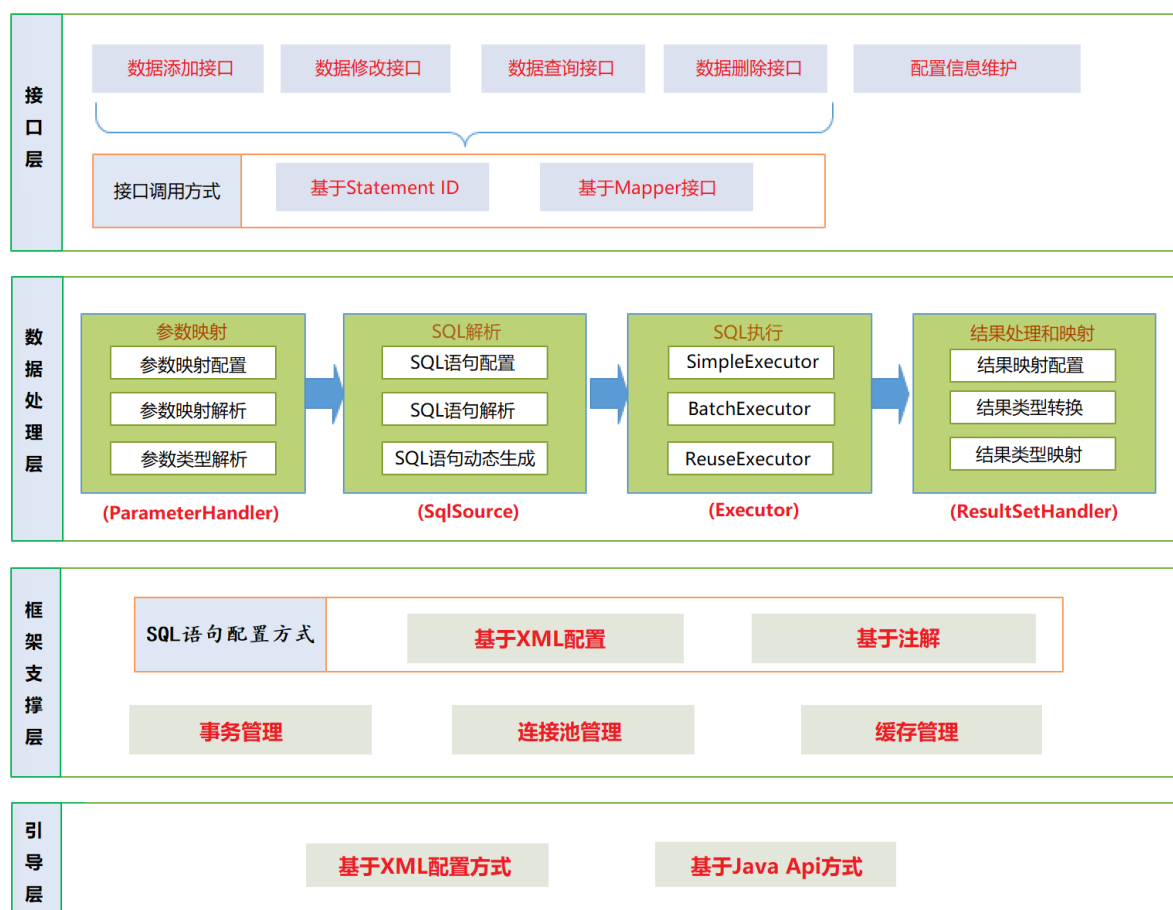 接口层
数据添加接口
数据修改接口
数据查询接口
数据删除接口
配置信息维护
接口调用方式
基于Statement ID
基于Mapper接口
数据处理层
参数映射
参数映射配置
参数映射解析
参数类型解析
(ParameterHandler)
SQL解析
SQL语句配置
SQL语句解析
SQL语句动态生成
(SqlSource)
SQL执行
SimpleExecutor
BatchExecutor
ReuseExecutor
(Executor)
结果处理和映射
结果映射配置
结果类型转换
结果类型映射
(ResultSetHandler)
框架支撑层
SQL语句配置方式
基于XML配置
基于注解
事务管理
连接池管理
缓存管理
引导层
基于XML配置方式
基于Java Api方式